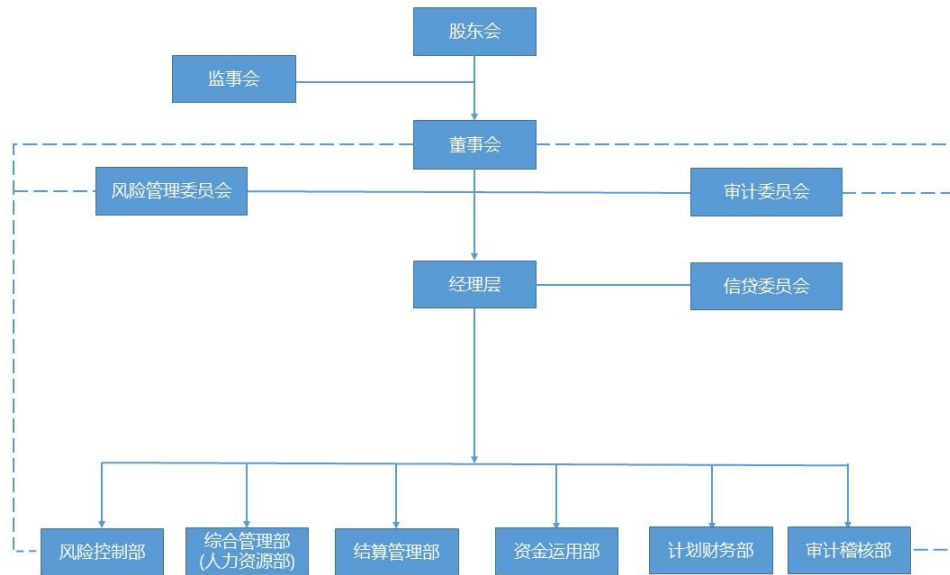 股东会
监事会
董事会
风险管理委员会
审计委员会
经理层
信贷委员会
风险控制部
综合管理部
(人力资源部)
结算管理部
资金运用部
计划财务部
审计稽核部